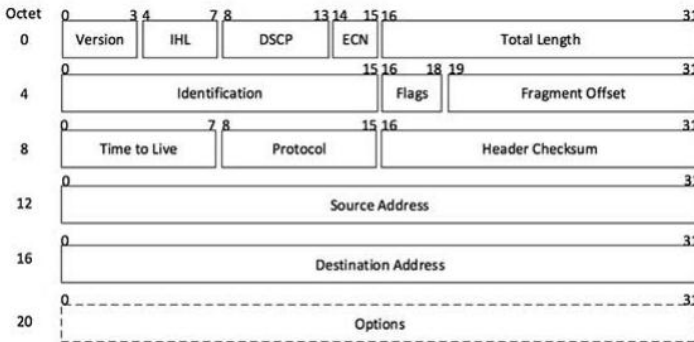 Octet 0 3 4 7 8 13 14 15 16 31
0 Version IHL DSCP ECN Total Length
0 15 16 18 19 31
4 Identification Flags Fragment Offset
0 7 8 15 16 31
8 Time to Live Protocol Header Checksum
0 31
12 Source Address
0 31
16 Destination Address
0 31
20 Options